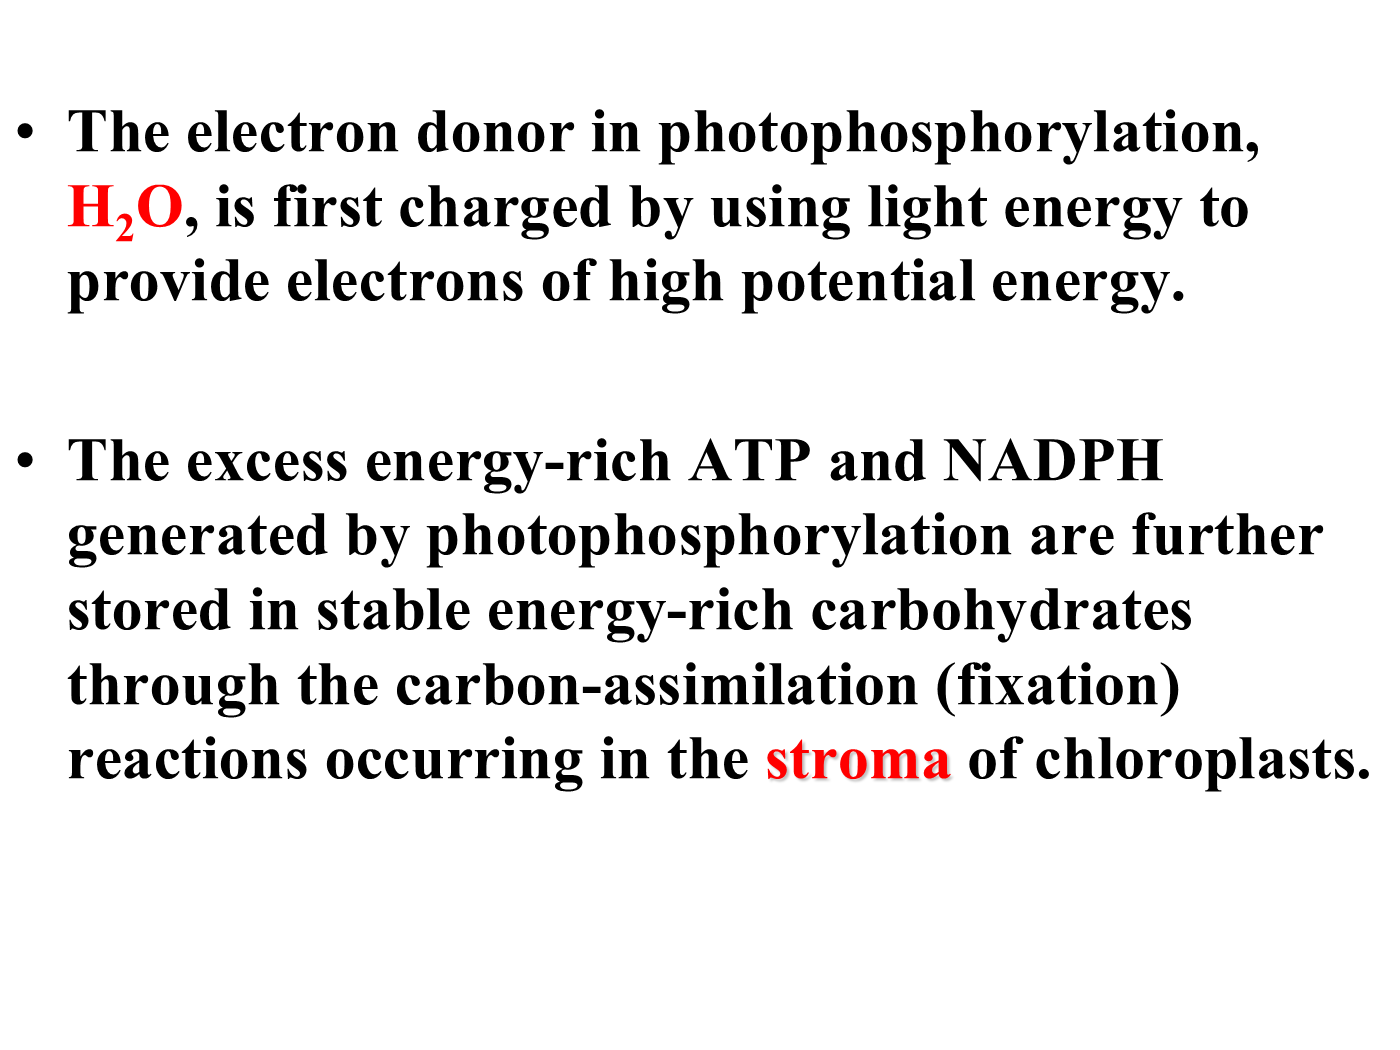 • The electron donor in photophosphorylation,
H₂O, is first charged by using light energy to
provide electrons of high potential energy.
• The excess energy-rich ATP and NADPH
generated by photophosphorylation are further
stored in stable energy-rich carbohydrates
through the carbon-assimilation (fixation)
reactions occurring in the stroma of chloroplasts.